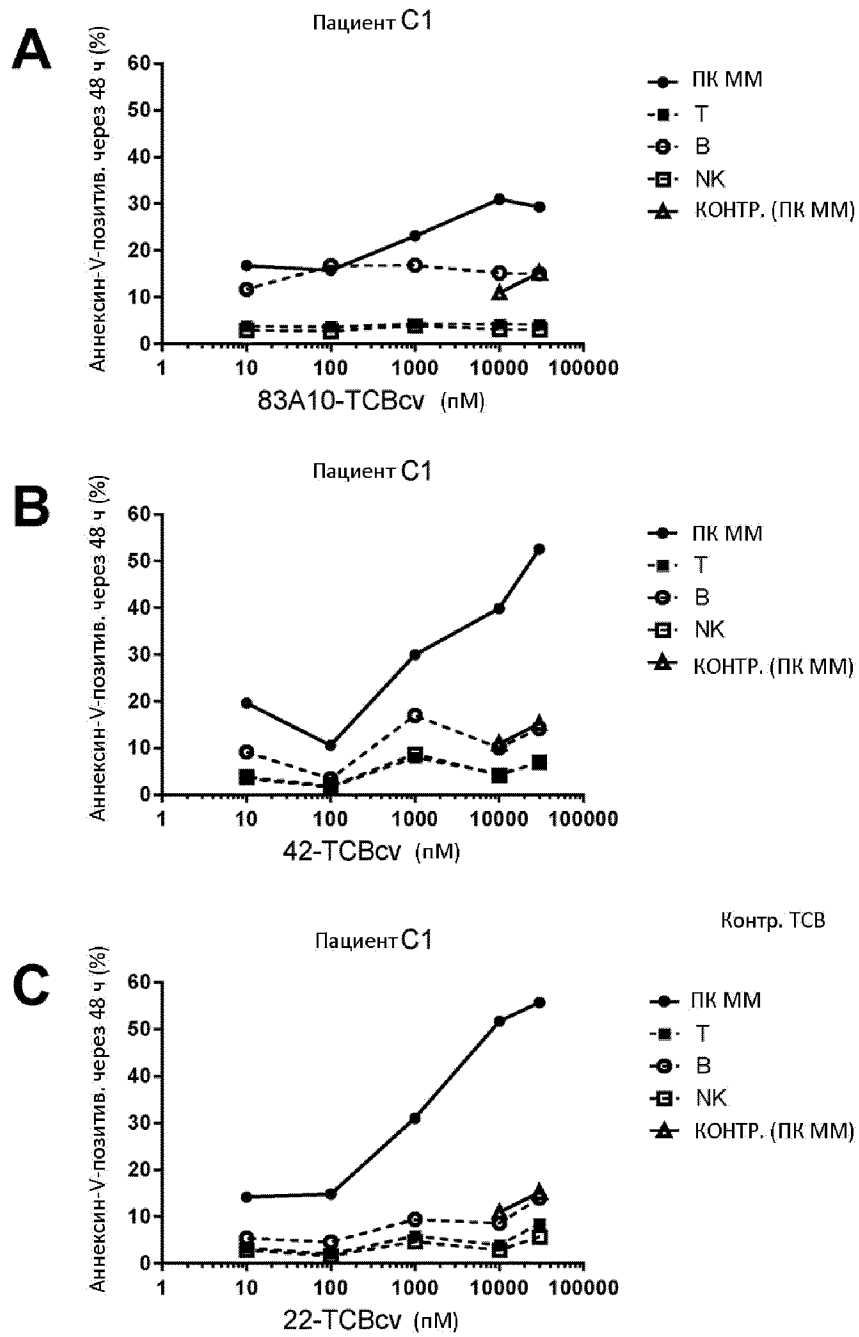 A
Пациент C1
Аннексин-V-позитив. через 48 ч (%)
60
50
40
30
20
10
0
1 10 100 1000 10000 100000
83A10-TCBcv (пМ)
ПК ММ
T
B
NK
КОНТР. (ПК ММ)
B
Пациент C1
Аннексин-V-позитив. через 48 ч (%)
60
50
40
30
20
10
0
1 10 100 1000 10000 100000
42-TCBcv (пМ)
ПК ММ
T
B
NK
КОНТР. (ПК ММ)
Контр. ТСВ
C
Пациент C1
Аннексин-V-позитив. через 48 ч (%)
60
50
40
30
20
10
0
1 10 100 1000 10000 100000
22-TCBcv (пМ)
ПК ММ
T
B
NK
КОНТР. (ПК ММ)